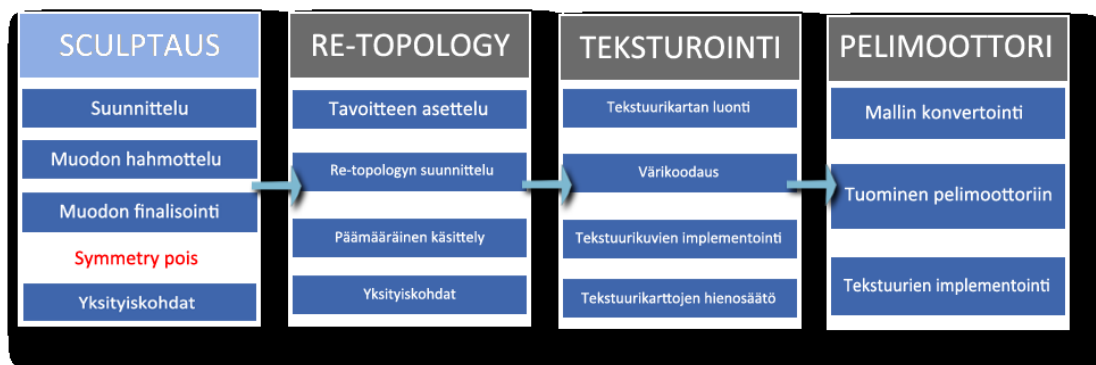 SCULPTAUS
Suunnittelu
Muodon hahmottelu
Muodon finalisointi
Symmetry pois
Yksityiskohdat
RE-TOPOLOGY
Tavoitteen asettelu
Re-topologyn suunnittelu
Päämääräinen käsittely
Yksityiskohdat
TEKSTUROINTI
Tekstuurikartan luonti
Värikoodaus
Tekstuurikuvien implementointi
Tekstuurikarttojen hienosäätö
PELIMOOTTORI
Mallin konvertointi
Tuominen pelimoottoriin
Tekstuurien implementointi